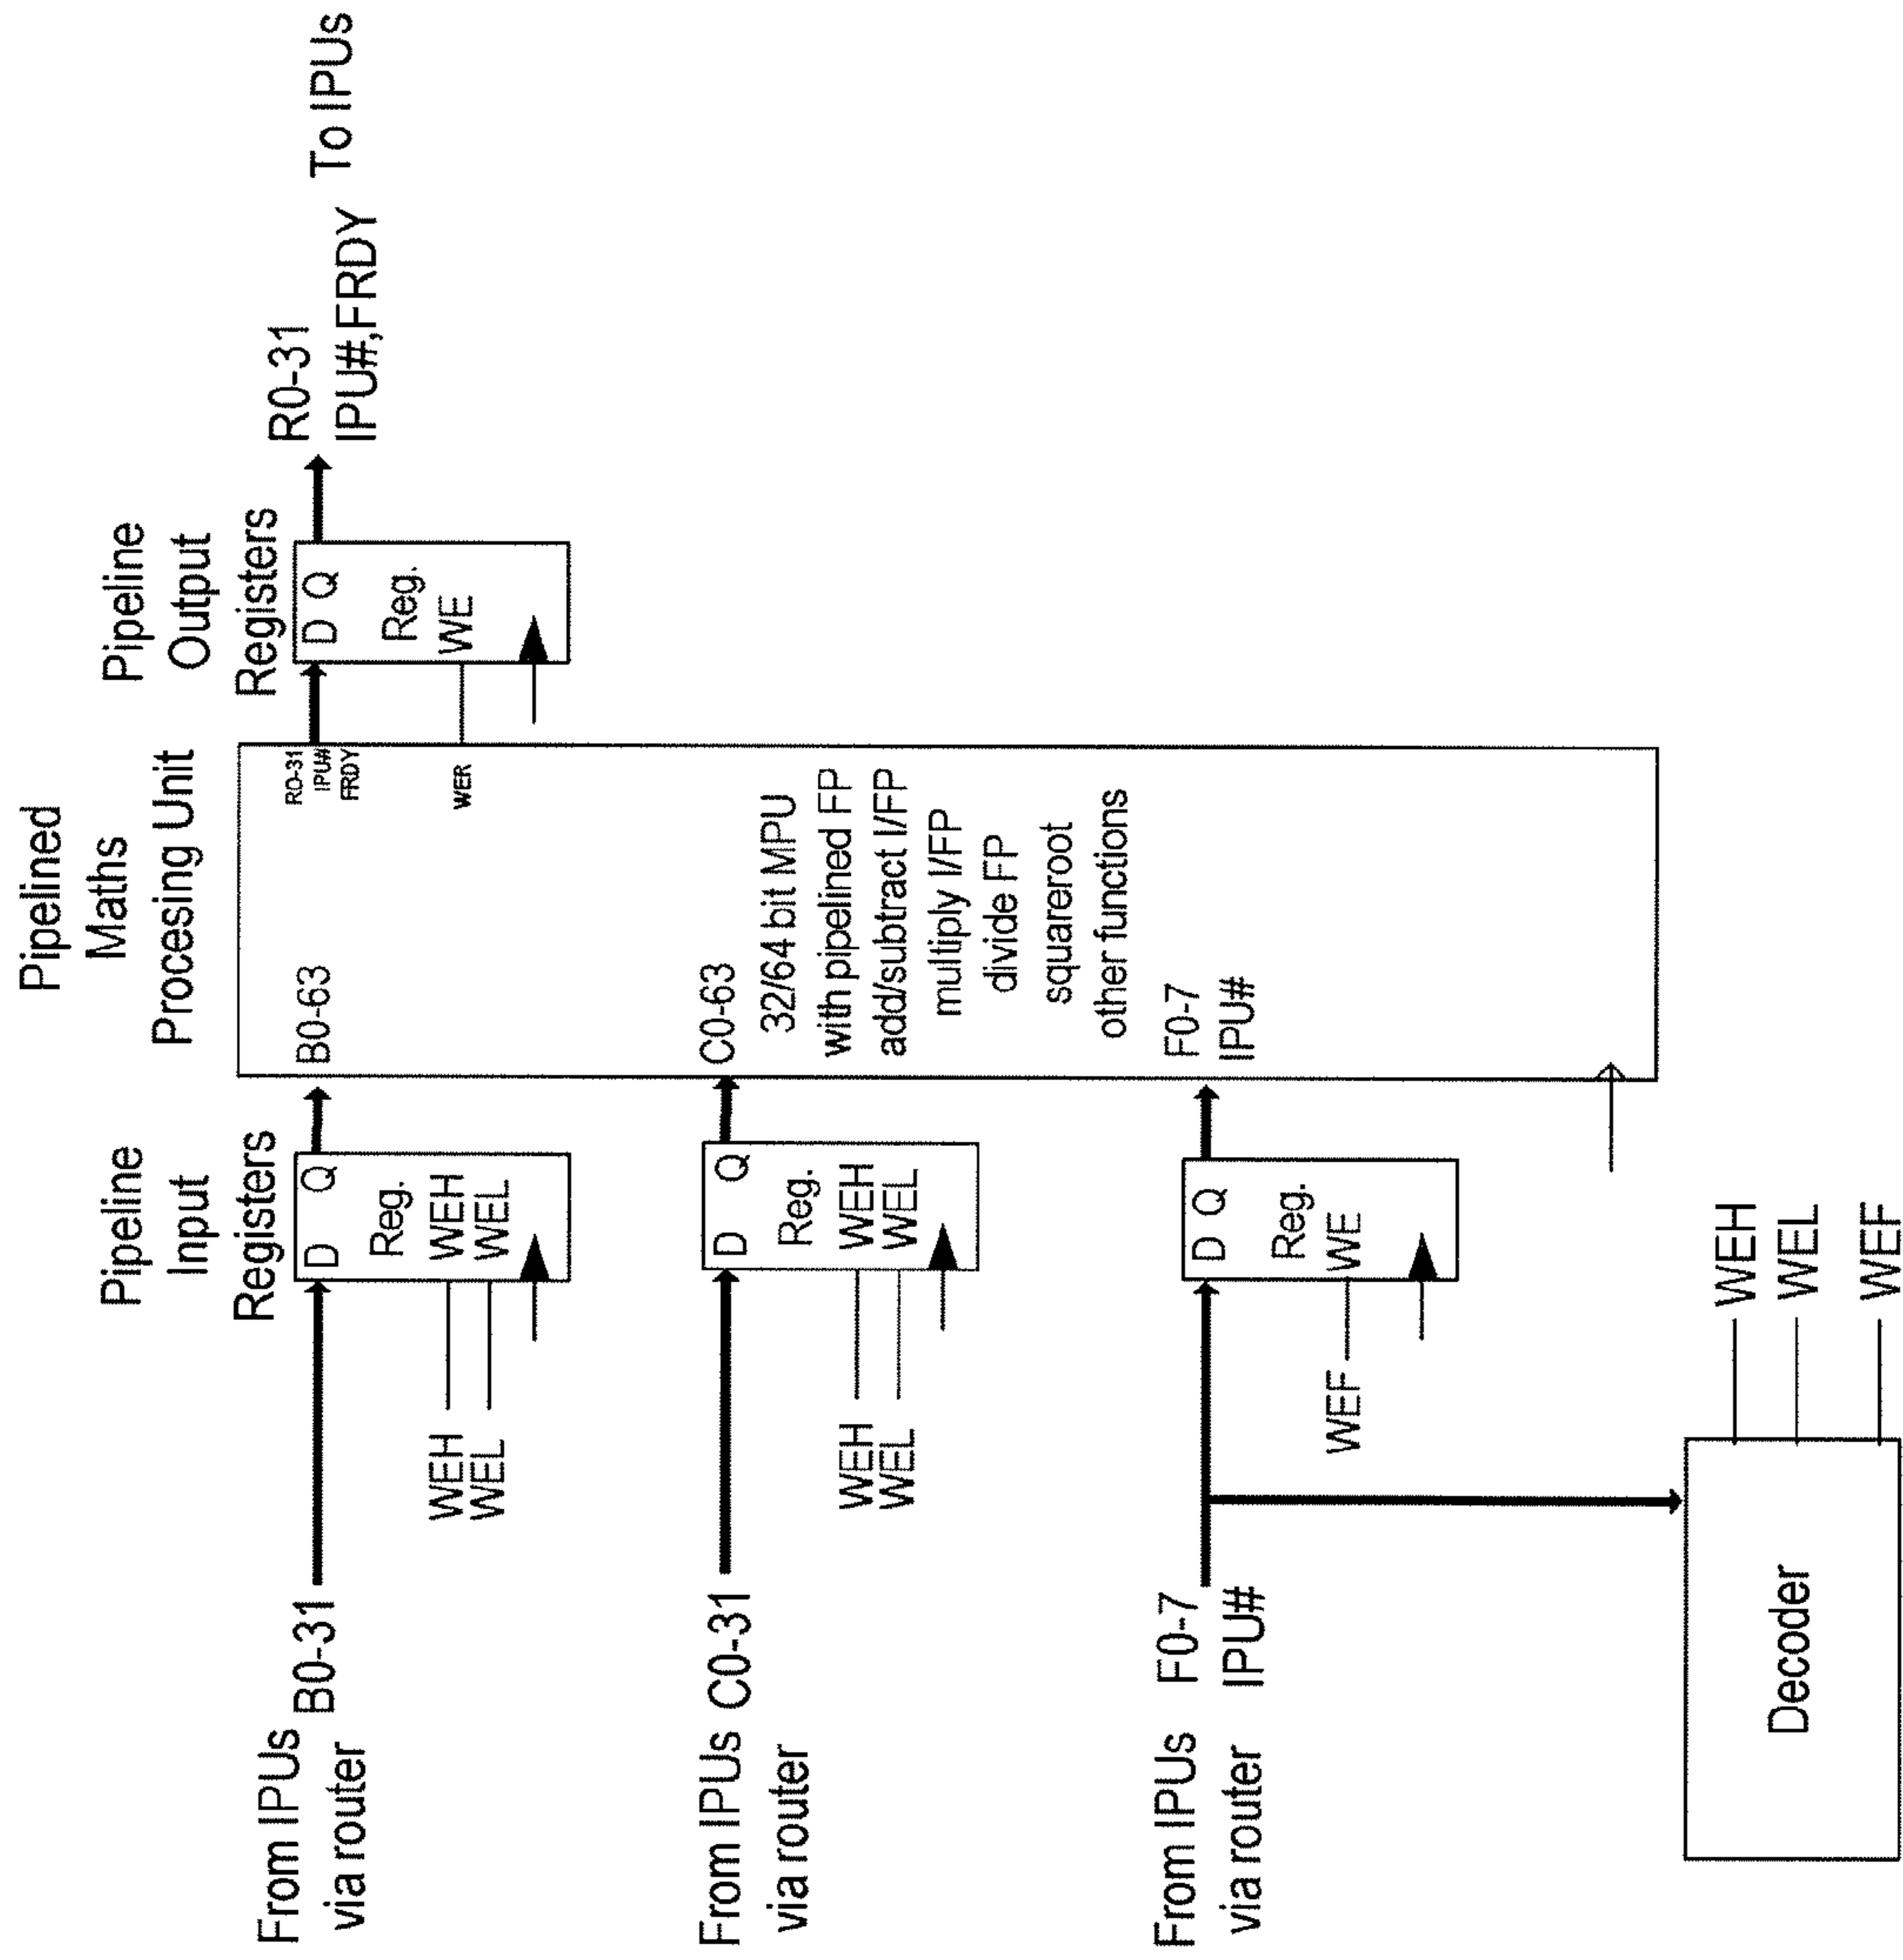 Pipelined
Maths
Procesing Unit
Pipeline
Input
Registers
Pipeline
Output
Registers
From IPUs
via router
B0-31
D Q
Reg.
WEH
WEL
WEH
WEL
B0-63
RO-31
IPU#
FRDY
WER
D Q
Reg.
WE
R0-31
IPU#,FRDY
To IPUs
From IPUs
via router
C0-31
D Q
Reg.
WEH
WEL
WEH
WEL
C0-63
32/64 bit MPU
with pipelined FP
add/subtract I/FP
multiply I/FP
divide FP
squareroot
other functions
From IPUs
via router
F0-7
IPU#
D Q
Reg.
WE
WEF
F0-7
IPU#
Decoder
WEH
WEL
WEF